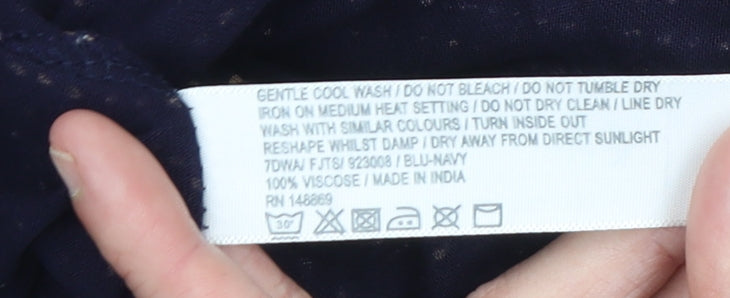 GENTLE COOL WASH / DO NOT BLEACH / DO NOT TUMBLE DRY
IRON ON MEDIUM HEAT SETTING / DO NOT DRY CLEAN / LINE DRY
WASH WITH SIMILAR COLOURS / TURN INSIDE OUT
RESHAPE WHILST DAMP / DRY AWAY FROM DIRECT SUNLIGHT
7DWA/ FJTS/ 923008 / BLU-NAVY
100% VISCOSE / MADE IN INDIA
RN 148869
30°